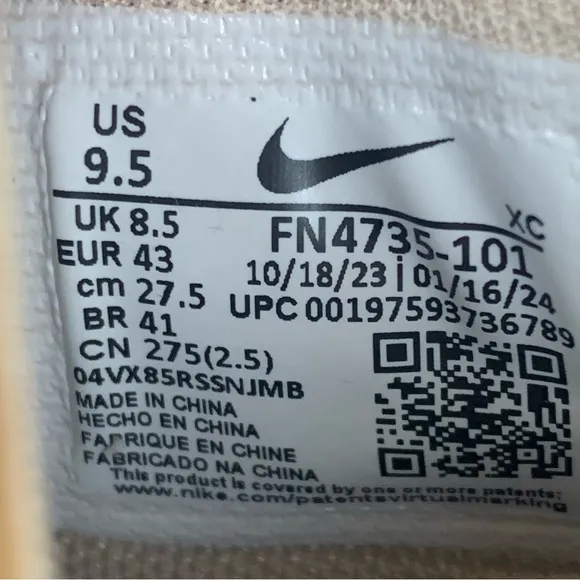 US
9.5
XC
UK 8.5
EUR 43
cm 27.5
BR 41
CN 275(2.5)
04VX85RSSNJMB
FN4735-101
10/18/23 | 01/16/24
UPC 00197593736789
MADE IN CHINA
HECHO EN CHINA
FABRIQUE EN CHINE
FABRICADO NA CHINA
This product is covered by one or more patents:
www.nike.com/patentsvirtualmarking